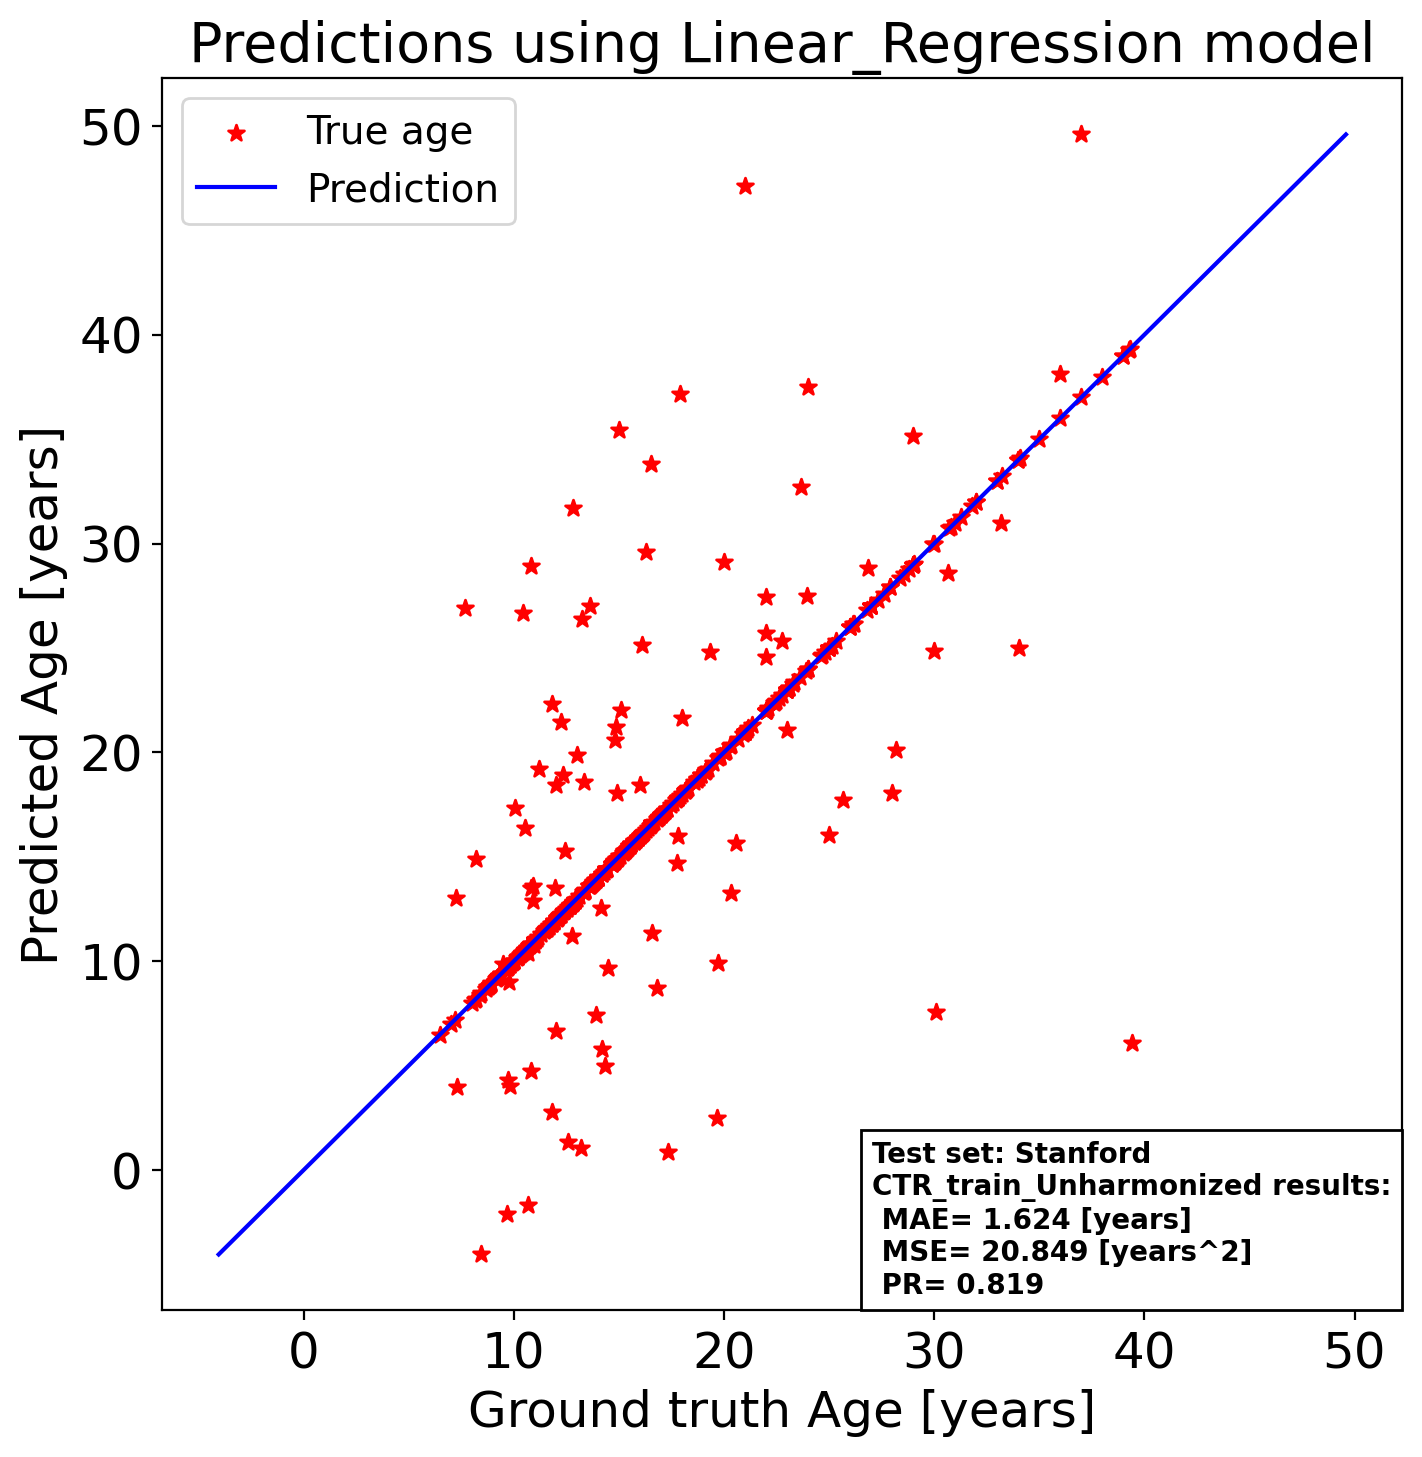 Predictions using Linear_Regression model
True age
Prediction
50
40
30
20
10
0
Predicted Age [years]
Test set: Stanford
CTR_train_Unharmonized results:
MAE= 1.624 [years]
MSE= 20.849 [years^2]
PR= 0.819
0 10 20 30 40 50
Ground truth Age [years]